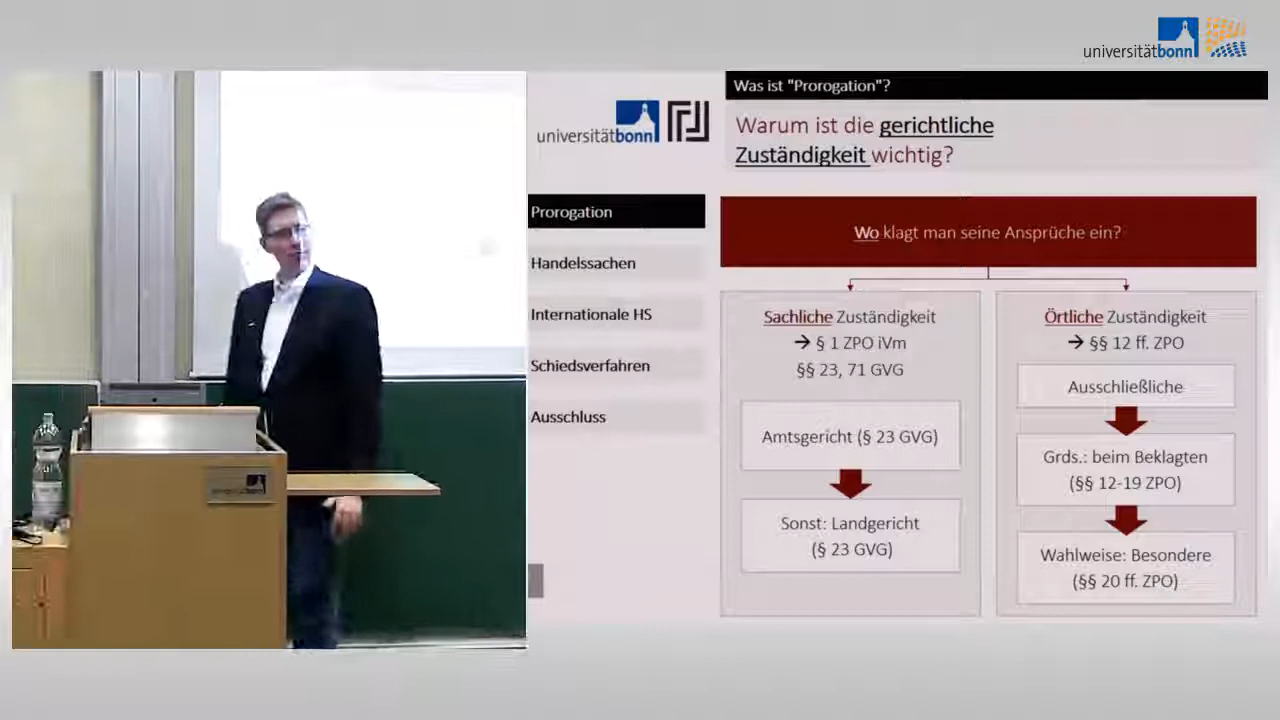 universitätbonn
Was ist "Prorogation"?
universitätbonn
Warum ist die gerichtliche
Zuständigkeit wichtig?
Prorogation
Handelssachen
Internationale HS
Schiedsverfahren
Ausschluss
Wo klagt man seine Ansprüche ein?
Sachliche Zuständigkeit
→ § 1 ZPO iVm
§§ 23, 71 GVG
Amtsgericht (§ 23 GVG)
Sonst: Landgericht
(§ 23 GVG)
Örtliche Zuständigkeit
→ §§ 12 ff. ZPO
Ausschließliche
Grds.: beim Beklagten
(§§ 12-19 ZPO)
Wahlweise: Besondere
(§§ 20 ff. ZPO)